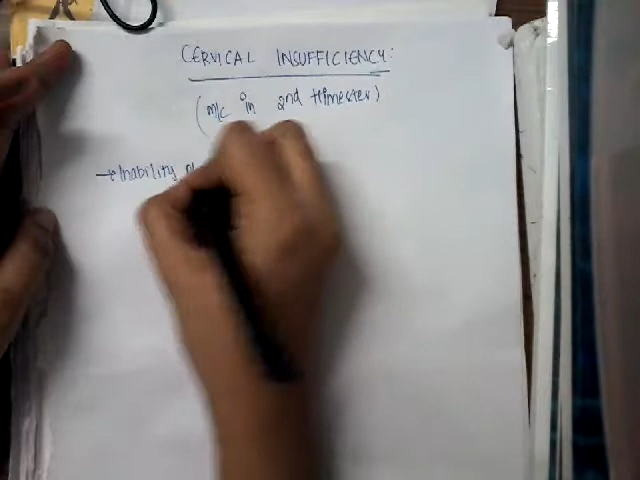 CERVICAL INSUFFICIENCY:
(m/c in 2nd trimester)
→ Inability